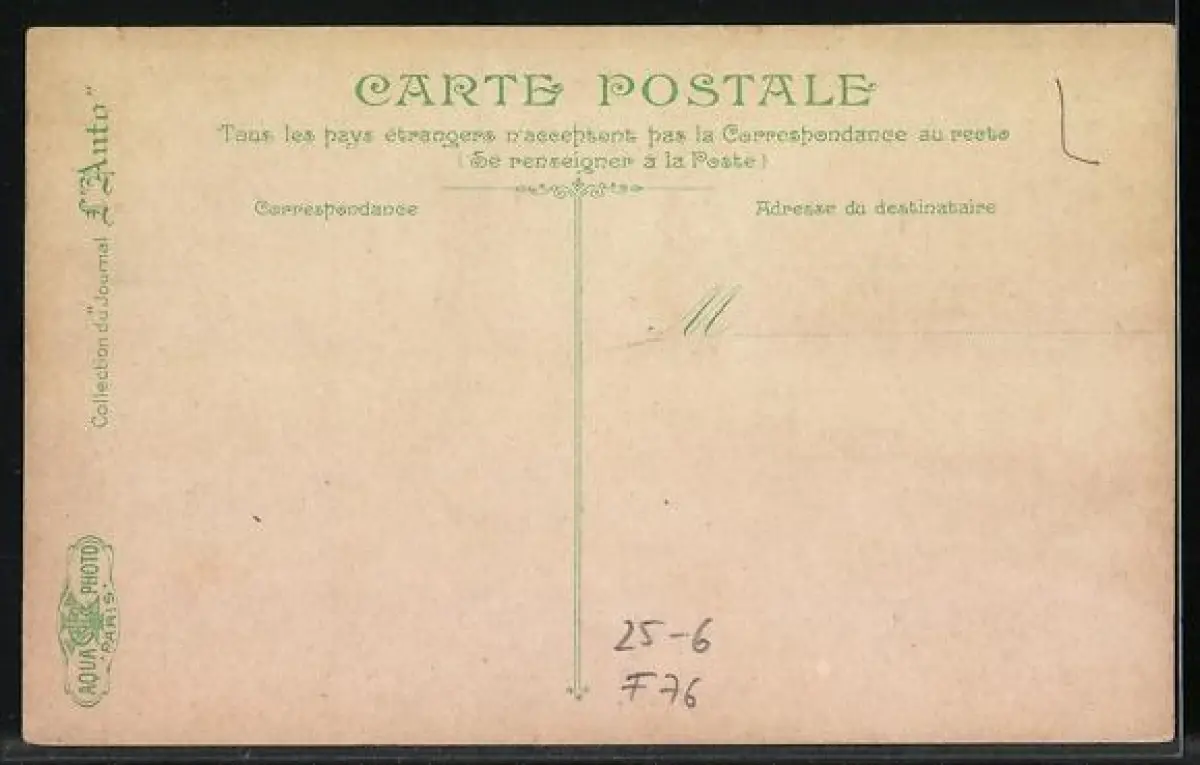 CARTE POSTALE
Tous les pays étrangers n'acceptent pas la Correspondance au recto
(Se renseigner à la Poste)
Correspondance
Adresse du destinataire
M
Collection du "Journal L'Auto"
AQUA PHOTO
PARIS
25-6
F 76